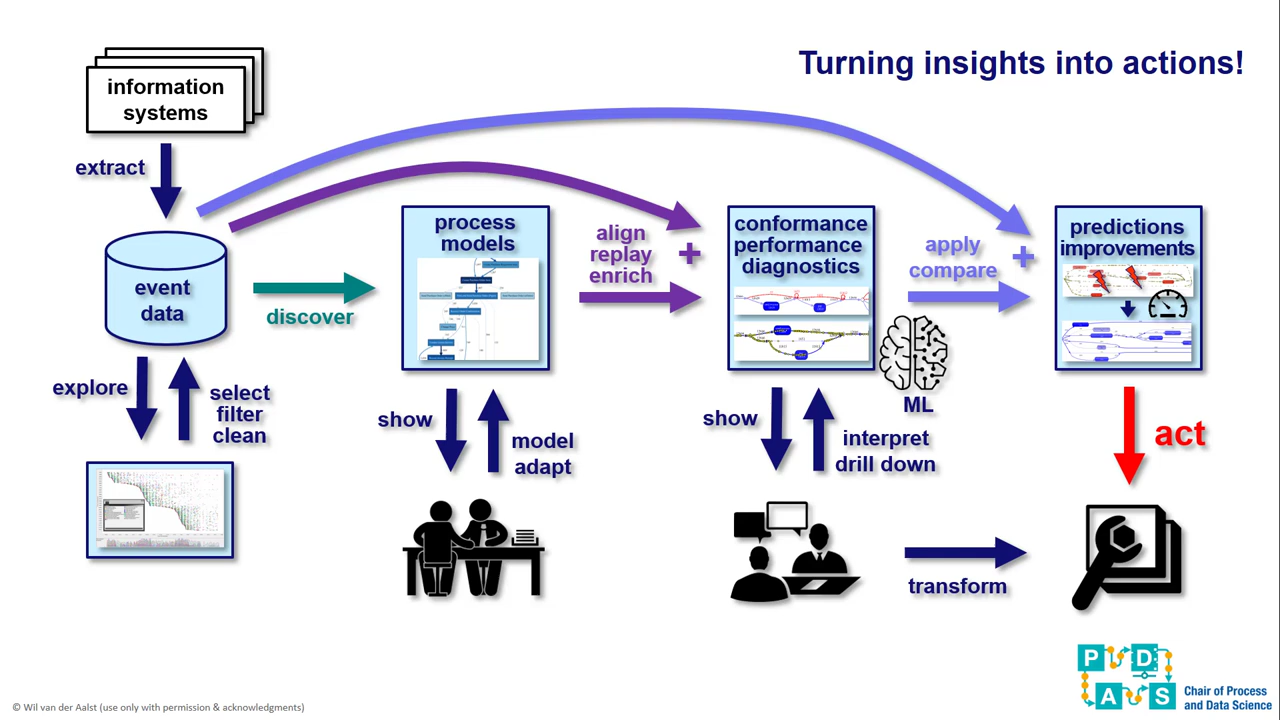 Turning insights into actions!
information
systems
extract
event
data
explore
select
filter
clean
discover
process
models
show
model
adapt
align
replay
enrich
+
conformance
performance
diagnostics
ML
show
interpret
drill down
apply
compare
+
predictions
improvements
act
transform
P D
A S
Chair of Process
and Data Science
© Wil van der Aalst (use only with permission & acknowledgments)